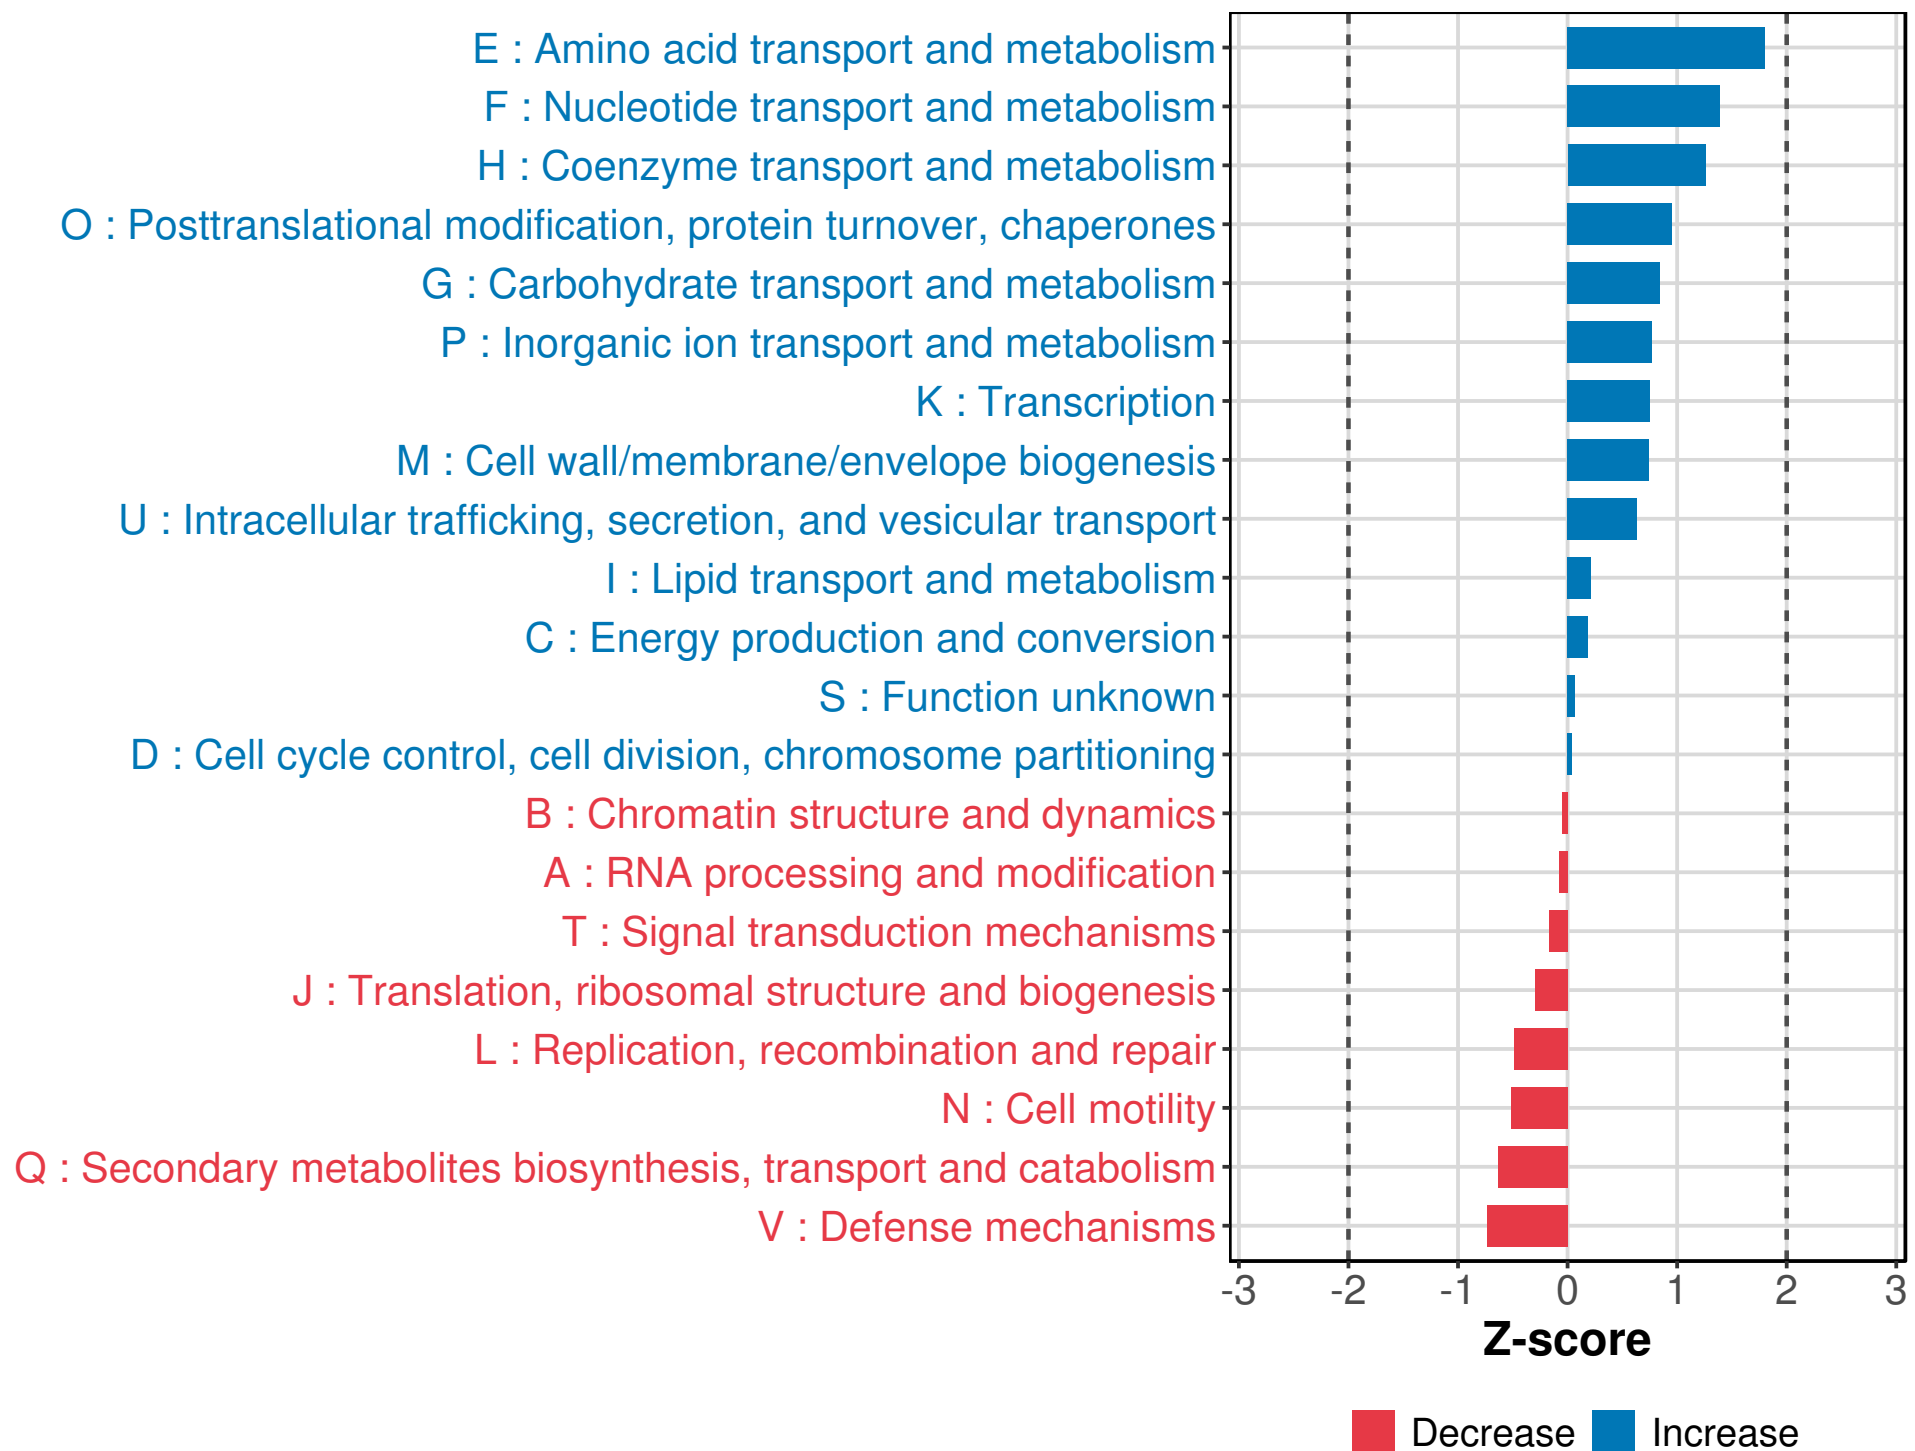 E : Amino acid transport and metabolism
F : Nucleotide transport and metabolism
H : Coenzyme transport and metabolism
O : Posttranslational modification, protein turnover, chaperones
G : Carbohydrate transport and metabolism
P : Inorganic ion transport and metabolism
K : Transcription
M : Cell wall/membrane/envelope biogenesis
U : Intracellular trafficking, secretion, and vesicular transport
I : Lipid transport and metabolism
C : Energy production and conversion
S : Function unknown
D : Cell cycle control, cell division, chromosome partitioning
B : Chromatin structure and dynamics
A : RNA processing and modification
T : Signal transduction mechanisms
J : Translation, ribosomal structure and biogenesis
L : Replication, recombination and repair
N : Cell motility
Q : Secondary metabolites biosynthesis, transport and catabolism
V : Defense mechanisms
-3 -2 -1 0 1 2 3
Z-score
Decrease Increase